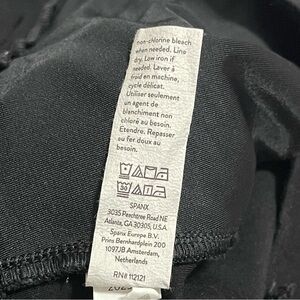 non-chlorine bleach
when needed. Line
dry. Low iron if
needed. Laver à
froid en machine,
cycle délicat.
Utiliser seulement
un agent de
blanchiment non
chloré au besoin.
Etendre. Repasser
au fer doux au
besoin.
30
SPANX
3035 Peachtree Road NE
Atlanta, GA 30305, U.S.A.
Spanx Europe B.V.
Prins Bernhardplein 200
1097JB Amsterdam,
Netherlands
RN# 112121